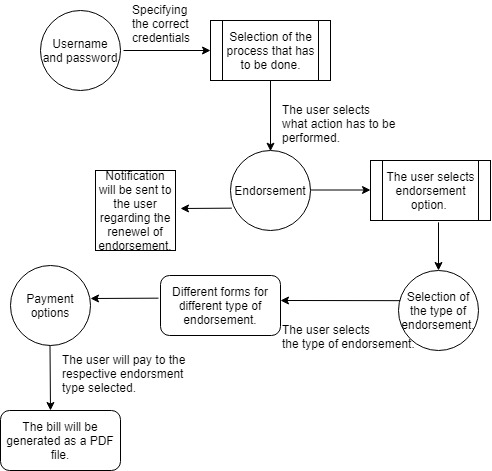 Specifying
the correct
credentials
Username
and password
Selection of the
process that has
to be done.
The user selects
what action has to be
performed.
Notification
will be sent to
the user
regarding the
renewel of
endorsement.
Endorsement
The user selects
endorsement
option.
Payment
options
Different forms for
different type of
endorsement.
Selection of
the type of
endorsement.
The user selects
the type of endorsement.
The user will pay to the
respective endorsment
type selected.
The bill will be
generated as a PDF
file.